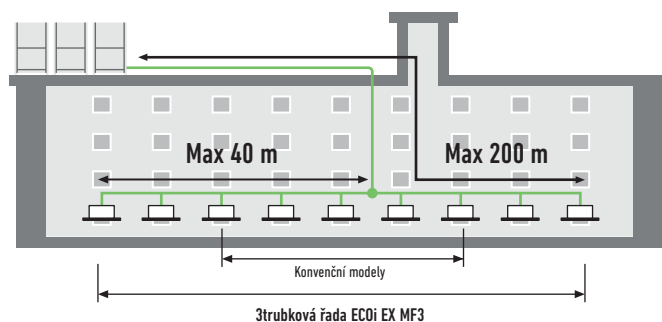 Max 40 m
Max 200 m
Konvenční modely
3trubková řada ECOi EX MF3